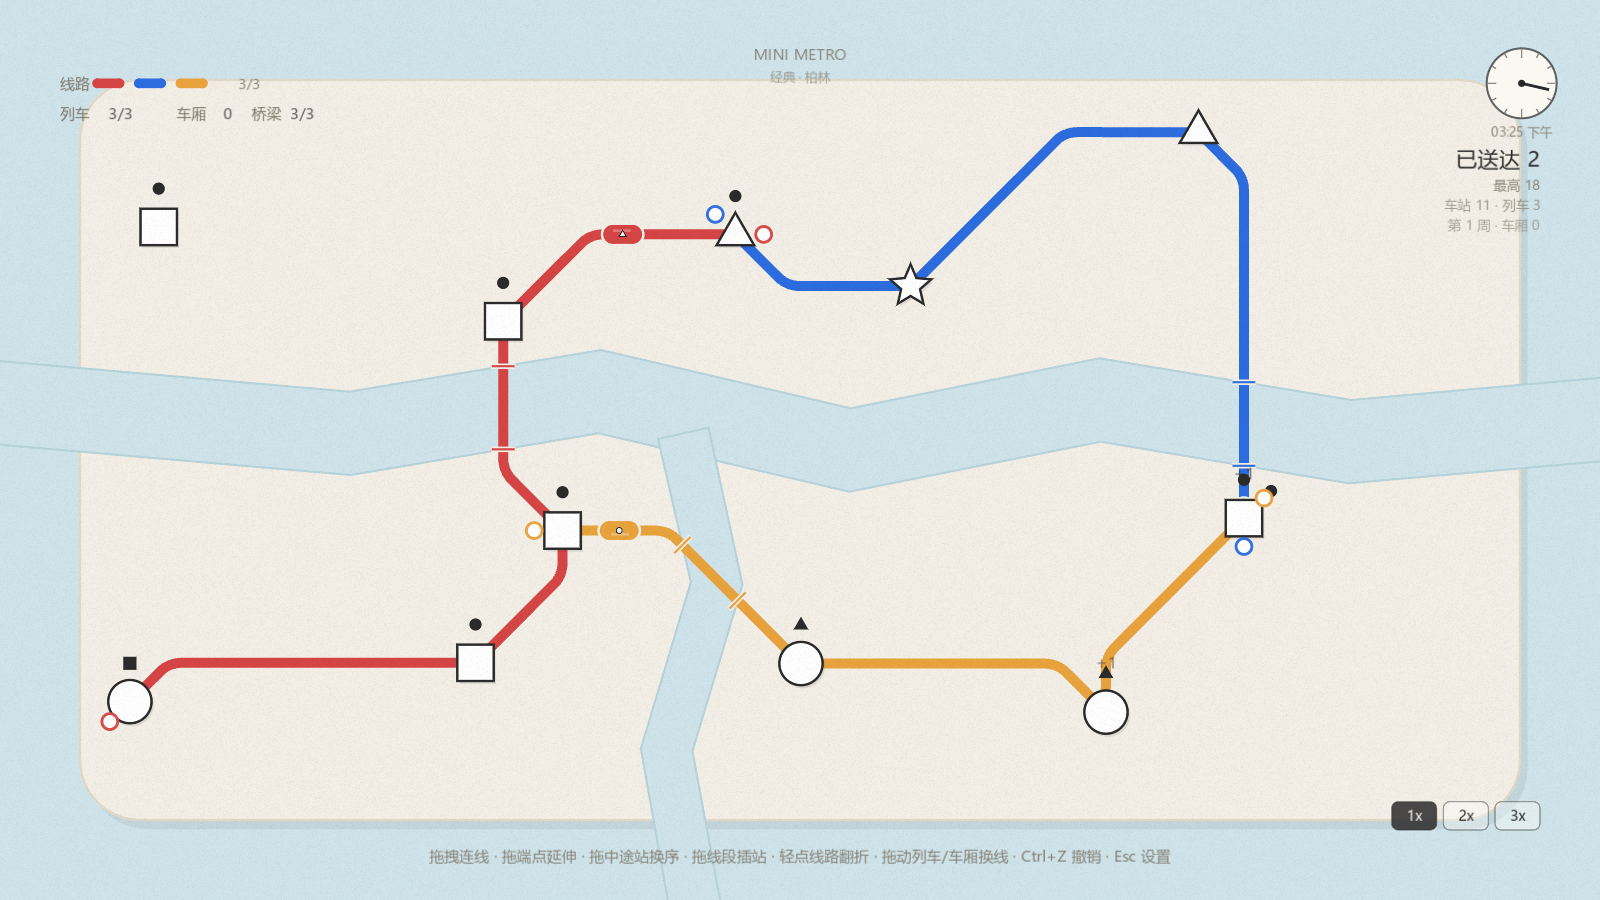 MINI METRO
经典 · 柏林
线路 3/3
列车 3/3 车厢 0 桥梁 3/3
03:25 下午
已送达 2
最高 18
车站 11 · 列车 3
第 1 周 · 车厢 0
+1
1x 2x 3x
拖拽连线 · 拖端点延伸 · 拖中途站换序 · 拖线段插站 · 轻点线路翻折 · 拖动列车/车厢换线 · Ctrl+Z 撤销 · Esc 设置